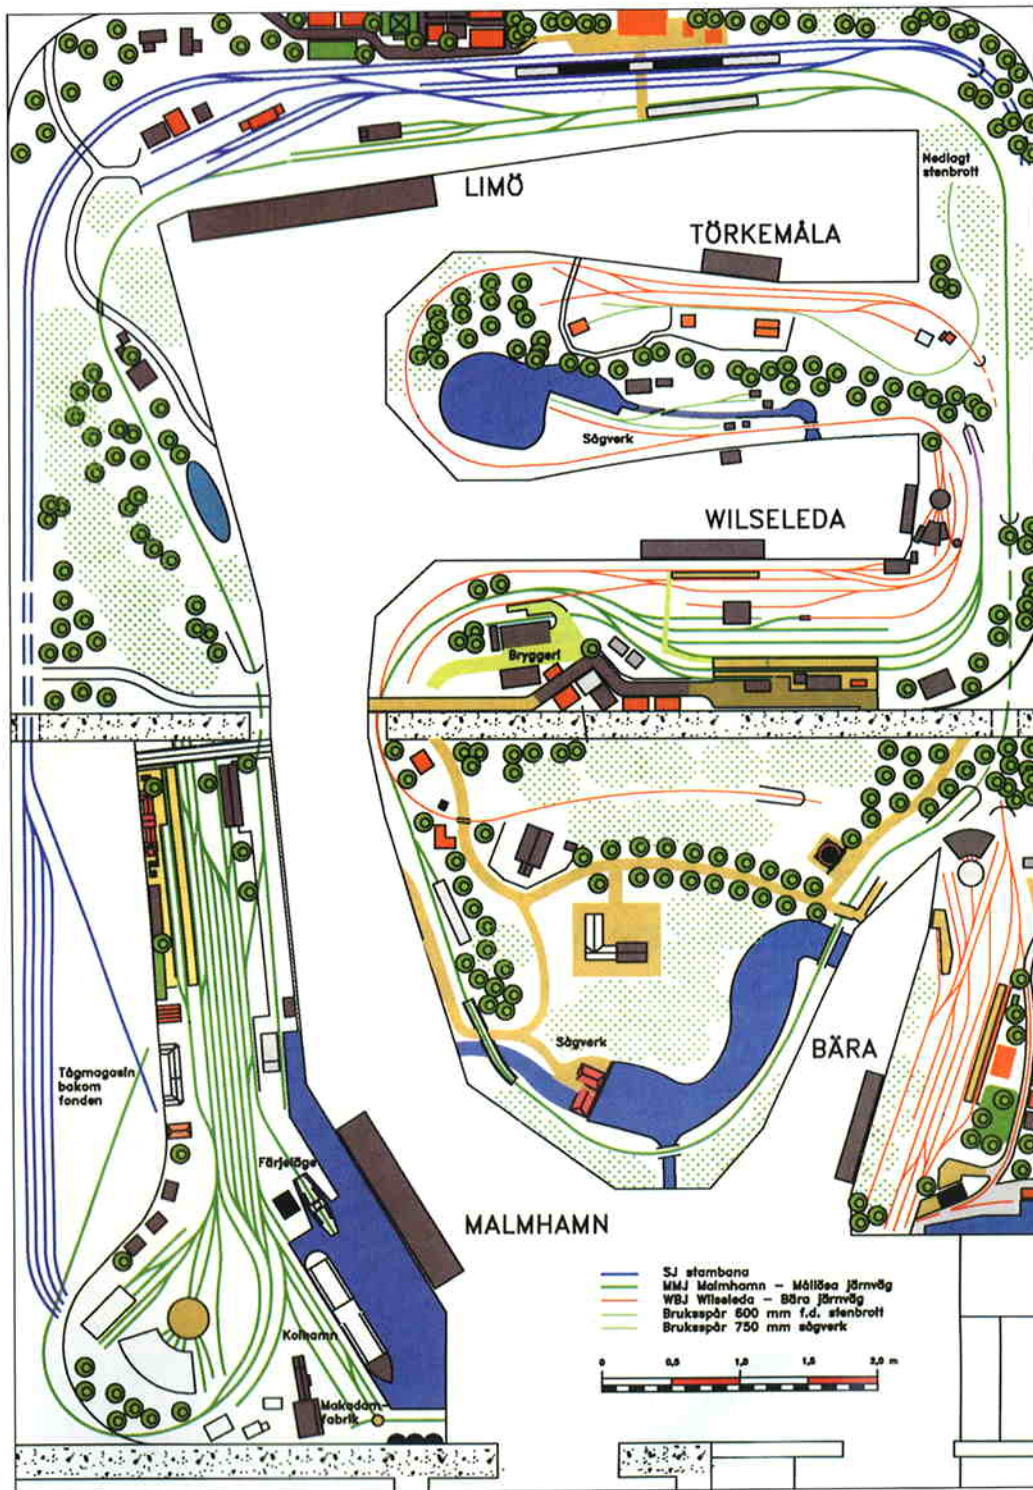 LIMÖ
Nedlagt
stenbrott
TÖRKEMÅLA
Sågverk
WILSELEDA
Bryggeri
Sågverk
BÄRA
Tågmagasin
bakom
fonden
Färjeläge
MALMHAMN
Kolhamn
Makadam-
fabrik
SJ stambana
MMJ Malmhamn – Mållösa järnväg
WBJ Wilseleda – Bära järnväg
Bruksspår 600 mm f.d. stenbrott
Bruksspår 750 mm sågverk
0 0,5 1,0 1,5 2,0 m